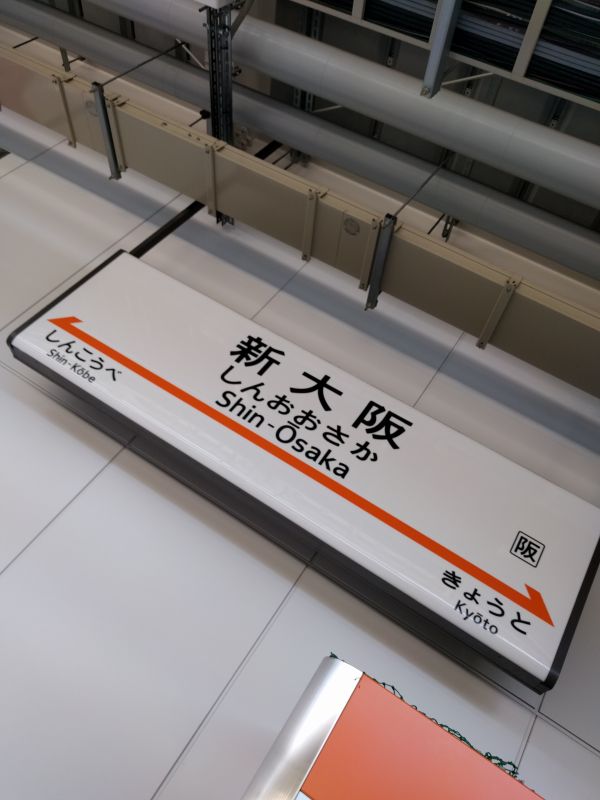 新大阪
しんおおさか
Shin-Ōsaka
しんこうべ
Shin-Kōbe
阪
きょうと
Kyōto